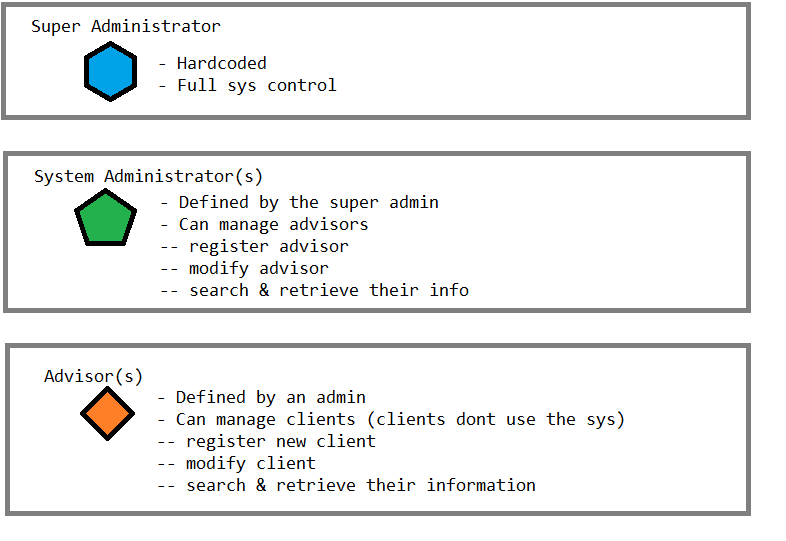 Super Administrator
- Hardcoded
- Full sys control
System Administrator(s)
- Defined by the super admin
- Can manage advisors
-- register advisor
-- modify advisor
-- search & retrieve their info
Advisor(s)
- Defined by an admin
- Can manage clients (clients dont use the sys)
-- register new client
-- modify client
-- search & retrieve their information